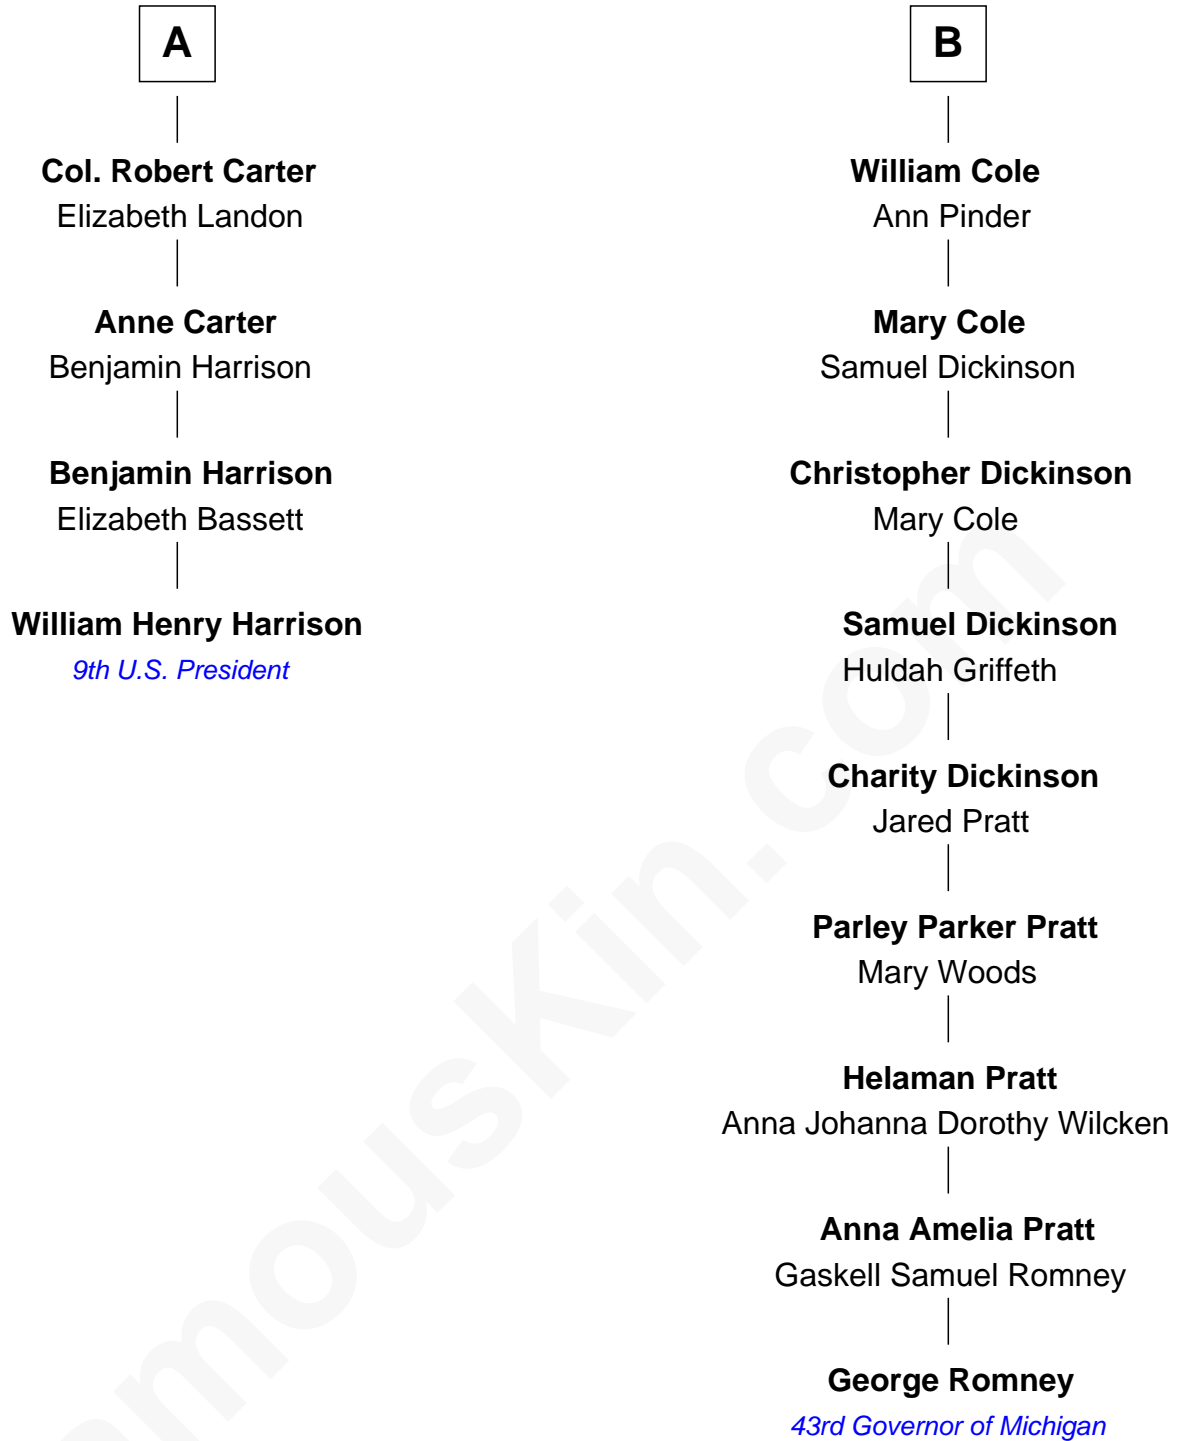 A
Col. Robert Carter
Elizabeth Landon
Anne Carter
Benjamin Harrison
Benjamin Harrison
Elizabeth Bassett
William Henry Harrison
9th U.S. President
B
William Cole
Ann Pinder
Mary Cole
Samuel Dickinson
Christopher Dickinson
Mary Cole
Samuel Dickinson
Huldah Griffeth
Charity Dickinson
Jared Pratt
Parley Parker Pratt
Mary Woods
Helaman Pratt
Anna Johanna Dorothy Wilcken
Anna Amelia Pratt
Gaskell Samuel Romney
George Romney
43rd Governor of Michigan
amouskin.com